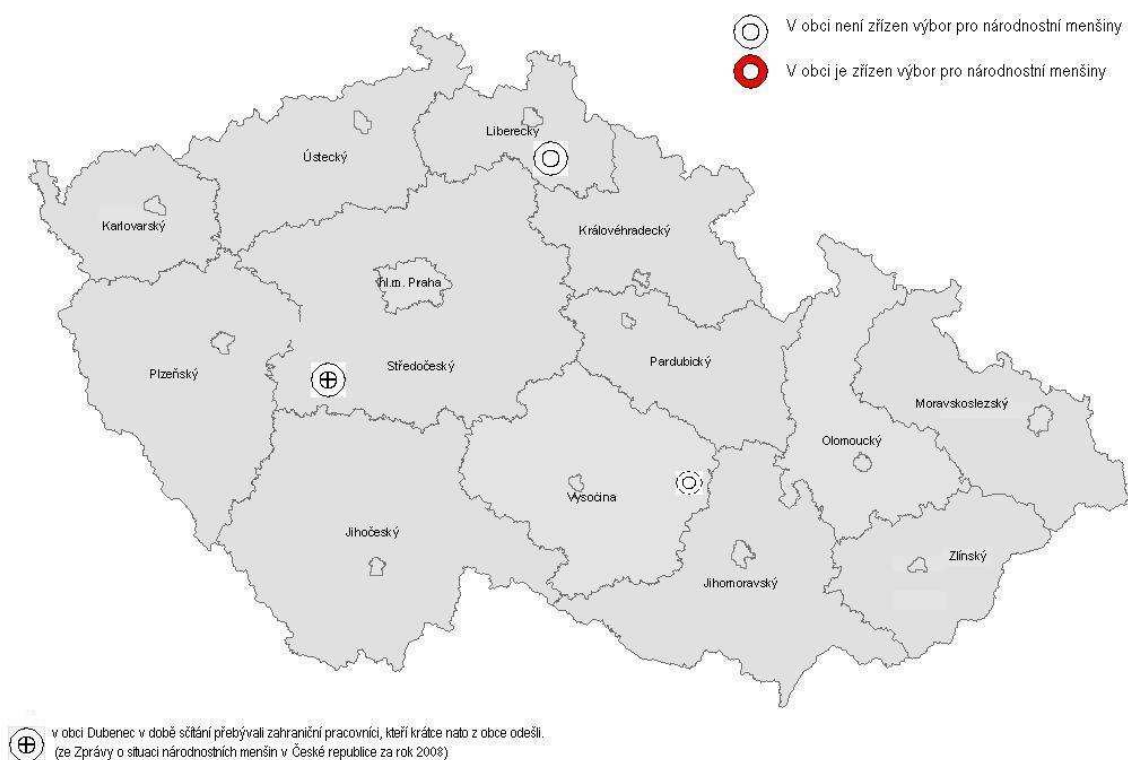 V obci není zřízen výbor pro národnostní menšiny
V obci je zřízen výbor pro národnostní menšiny
Liberecký
Ústecký
Karlovarský
Královéhradecký
hl.m. Praha
Plzeňský
Středočeský
Pardubický
Moravskoslezský
Olomoucký
Vysočina
Jihočeský
Zlínský
Jihomoravský
v obci Dubenec v době sčítání přebývali zahraniční pracovníci, kteří krátce nato z obce odešli.
(ze Zprávy o situaci národnostních menšin v České republice za rok 2008)